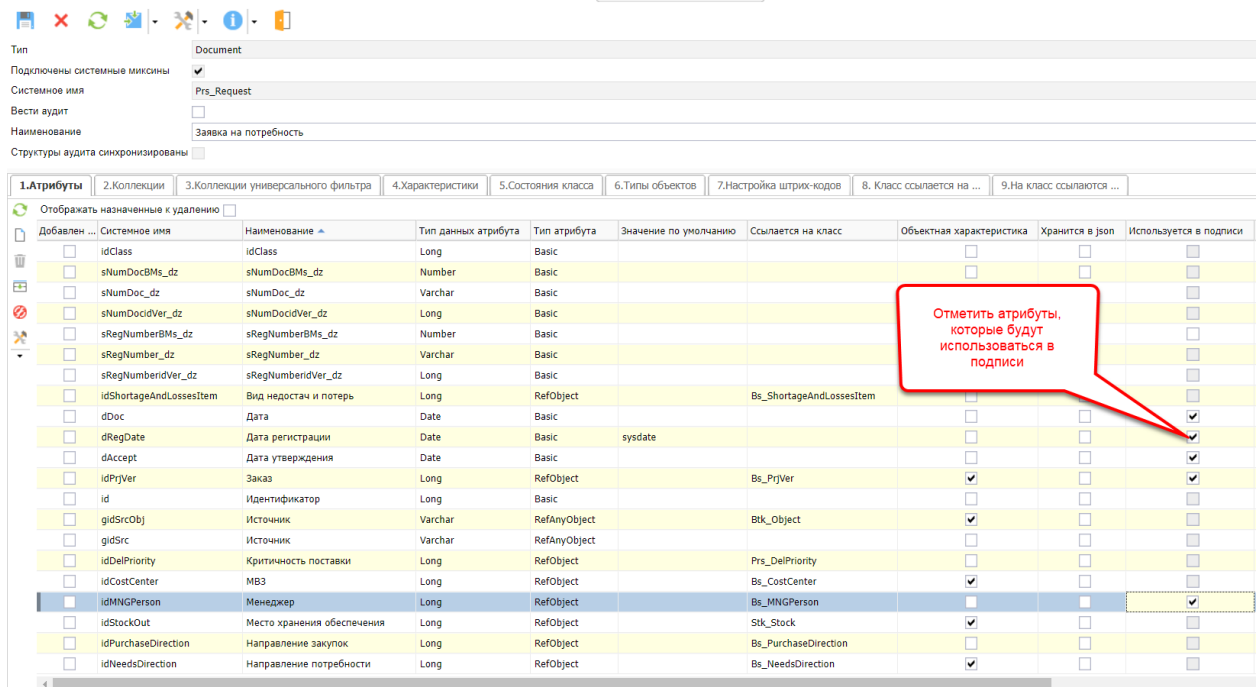 Тип Document
Подключены системные миксины
Системное имя Prs_Request
Вести аудит
Наименование Заявка на потребность
Структуры аудита синхронизированы
1.Атрибуты 2.Коллекции 3.Коллекции универсального фильтра 4.Характеристики 5.Состояния класса 6.Типы объектов 7.Настройка штрих-кодов 8. Класс ссылается на ... 9.На класс ссылаются ...
Отображать назначенные к удалению
Добавлен ... Системное имя Наименование Тип данных атрибута Тип атрибута Значение по умолчанию Ссылается на класс Объектная характеристика Хранится в json Используется в подписи
idClass idClass Long Basic
sNumDocBMs_dz sNumDocBMs_dz Number Basic
sNumDoc_dz sNumDoc_dz Varchar Basic
sNumDocidVer_dz sNumDocidVer_dz Long Basic
sRegNumberBMs_dz sRegNumberBMs_dz Number Basic
sRegNumber_dz sRegNumber_dz Varchar Basic
sRegNumberidVer_dz sRegNumberidVer_dz Long Basic
Отметить атрибуты,
которые будут
использоваться в
подписи
idShortageAndLossesItem Вид недостач и потерь Long RefObject Bs_ShortageAndLossesItem
dDoc Дата Date Basic
dRegDate Дата регистрации Date Basic sysdate
dAccept Дата утверждения Date Basic
idPrjVer Заказ Long RefObject Bs_PrjVer
id Идентификатор Long Basic
gidSrcObj Источник Varchar RefAnyObject Btk_Object
gidSrc Источник Varchar RefAnyObject
idDelPriority Критичность поставки Long RefObject Prs_DelPriority
idCostCenter МВЗ Long RefObject Bs_CostCenter
idMNGPerson Менеджер Long RefObject Bs_MNGPerson
idStockOut Место хранения обеспечения Long RefObject Stk_Stock
idPurchaseDirection Направление закупок Long RefObject Bs_PurchaseDirection
idNeedsDirection Направление потребности Long RefObject Bs_NeedsDirection